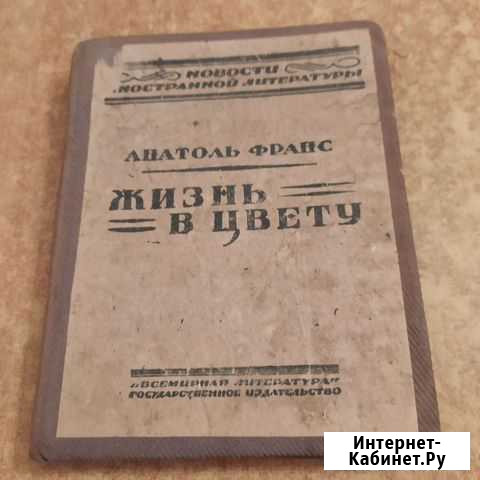 НОВОСТИ
ИНОСТРАННОЙ ЛИТЕРАТУРЫ
АНАТОЛЬ ФРАНС
ЖИЗНЬ
В ЦВЕТУ
„ВСЕМИРНАЯ ЛИТЕРАТУРА"
ГОСУДАРСТВЕННОЕ ИЗДАТЕЛЬСТВО
Интернет-
Кабинет.Ру